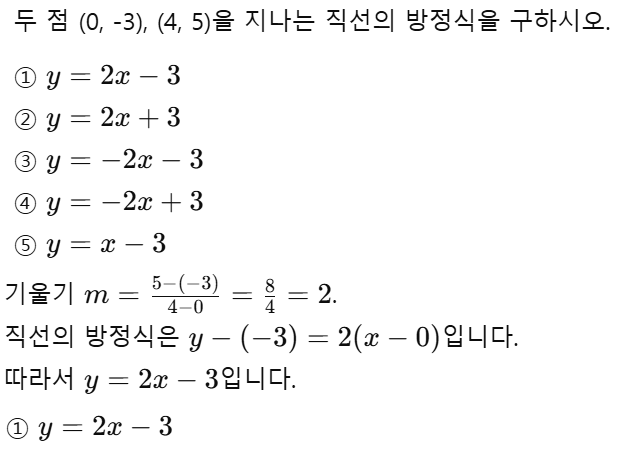 두 점 (0, -3), (4, 5)을 지나는 직선의 방정식을 구하시오.
① y = 2x − 3
② y = 2x + 3
③ y = −2x − 3
④ y = −2x + 3
⑤ y = x − 3
기울기 m = \frac{5−(−3)}{4−0} = \frac{8}{4} = 2.
직선의 방정식은 y − (−3) = 2(x − 0)입니다.
따라서 y = 2x − 3입니다.
① y = 2x − 3